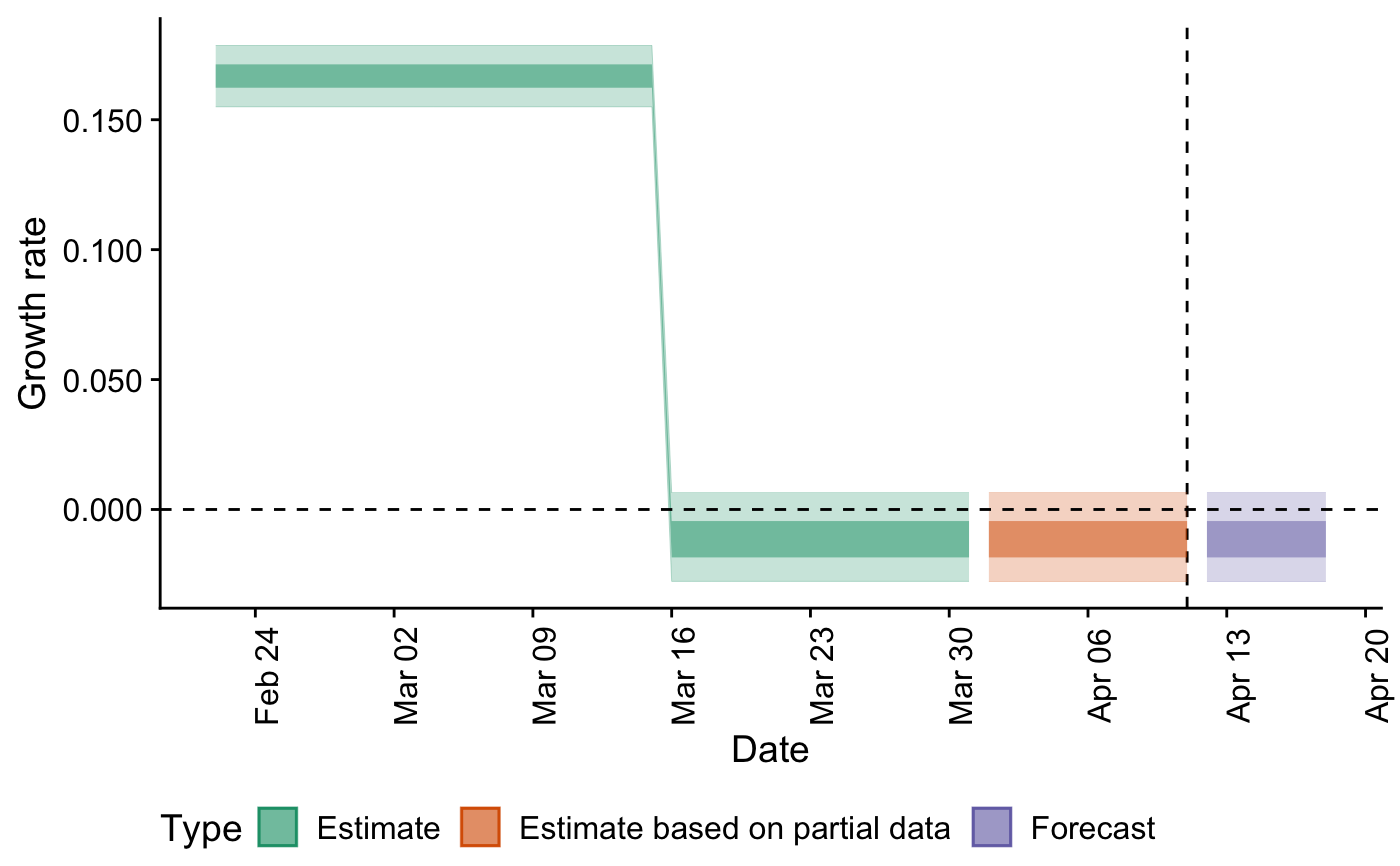 Growth rate
0.150
0.100
0.050
0.000
Feb 24
Mar 02
Mar 09
Mar 16
Mar 23
Mar 30
Apr 06
Apr 13
Apr 20
Date
Type Estimate Estimate based on partial data Forecast